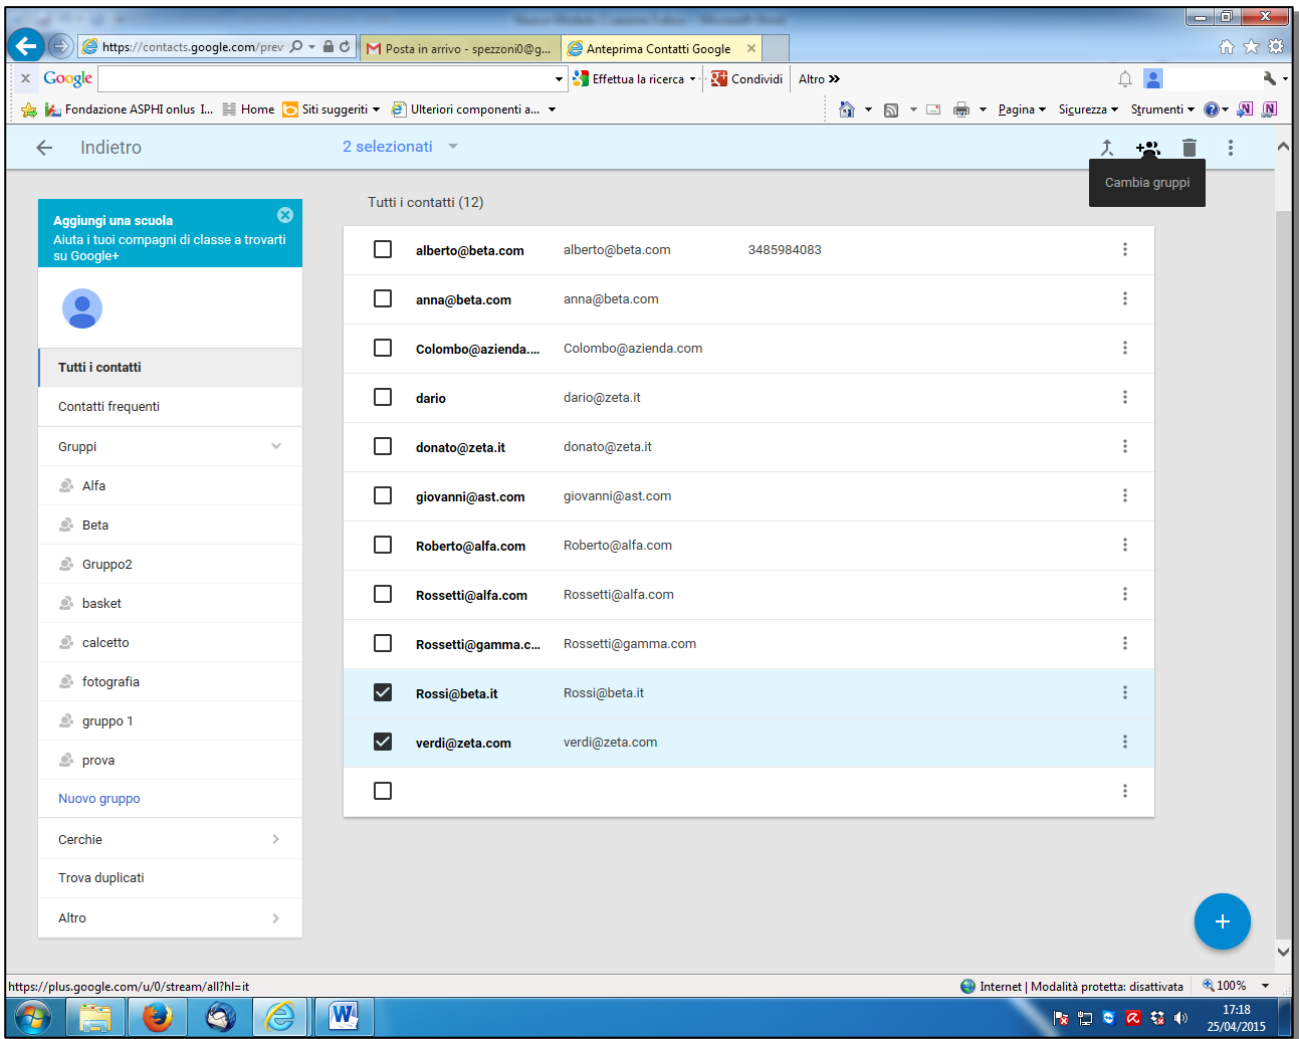 https://contacts.google.com/prev
Posta in arrivo - spezzoni0@g...
Anteprima Contatti Google
x Google
Effettua la ricerca
Condividi
Altro »
Fondazione ASPHI onlus I...
Home
Siti suggeriti
Ulteriori componenti a...
Pagina
Sicurezza
Strumenti
Indietro
2 selezionati
Cambia gruppi
Aggiungi una scuola
Aiuta i tuoi compagni di classe a trovarti
su Google+
Tutti i contatti
Contatti frequenti
Gruppi
Alfa
Beta
Gruppo2
basket
calcetto
fotografia
gruppo 1
prova
Nuovo gruppo
Cerchie
Trova duplicati
Altro
Tutti i contatti (12)
alberto@beta.com alberto@beta.com 3485984083
anna@beta.com anna@beta.com
Colombo@azienda.... Colombo@azienda.com
dario dario@zeta.it
donato@zeta.it donato@zeta.it
giovanni@ast.com giovanni@ast.com
Roberto@alfa.com Roberto@alfa.com
Rossetti@alfa.com Rossetti@alfa.com
Rossetti@gamma.c... Rossetti@gamma.com
Rossi@beta.it Rossi@beta.it
verdi@zeta.com verdi@zeta.com
+
https://plus.google.com/u/0/stream/all?hl=it
Internet | Modalità protetta: disattivata
100%
17:18
25/04/2015